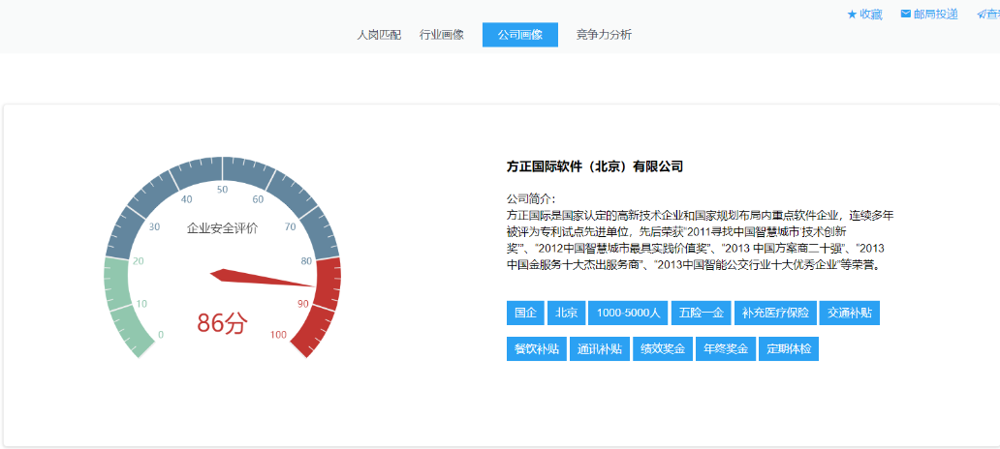 收藏 邮局投递
人岗匹配 行业画像 公司画像 竞争力分析
企业安全评价
0
10
20
30
40
50
60
70
80
90
100
86分
方正国际软件（北京）有限公司
公司简介：
方正国际是国家认定的高新技术企业和国家规划布局内重点软件企业，连续多年
被评为专利试点先进单位，先后荣获"2011寻找中国智慧城市'技术创新
奖'"、"2012中国智慧城市最具实践价值奖"、"2013 中国方案商二十强"、"2013
中国金服务十大杰出服务商"、"2013中国智能公交行业十大优秀企业"等荣誉。
国企 北京 1000-5000人 五险一金 补充医疗保险 交通补贴
餐饮补贴 通讯补贴 绩效奖金 年终奖金 定期体检